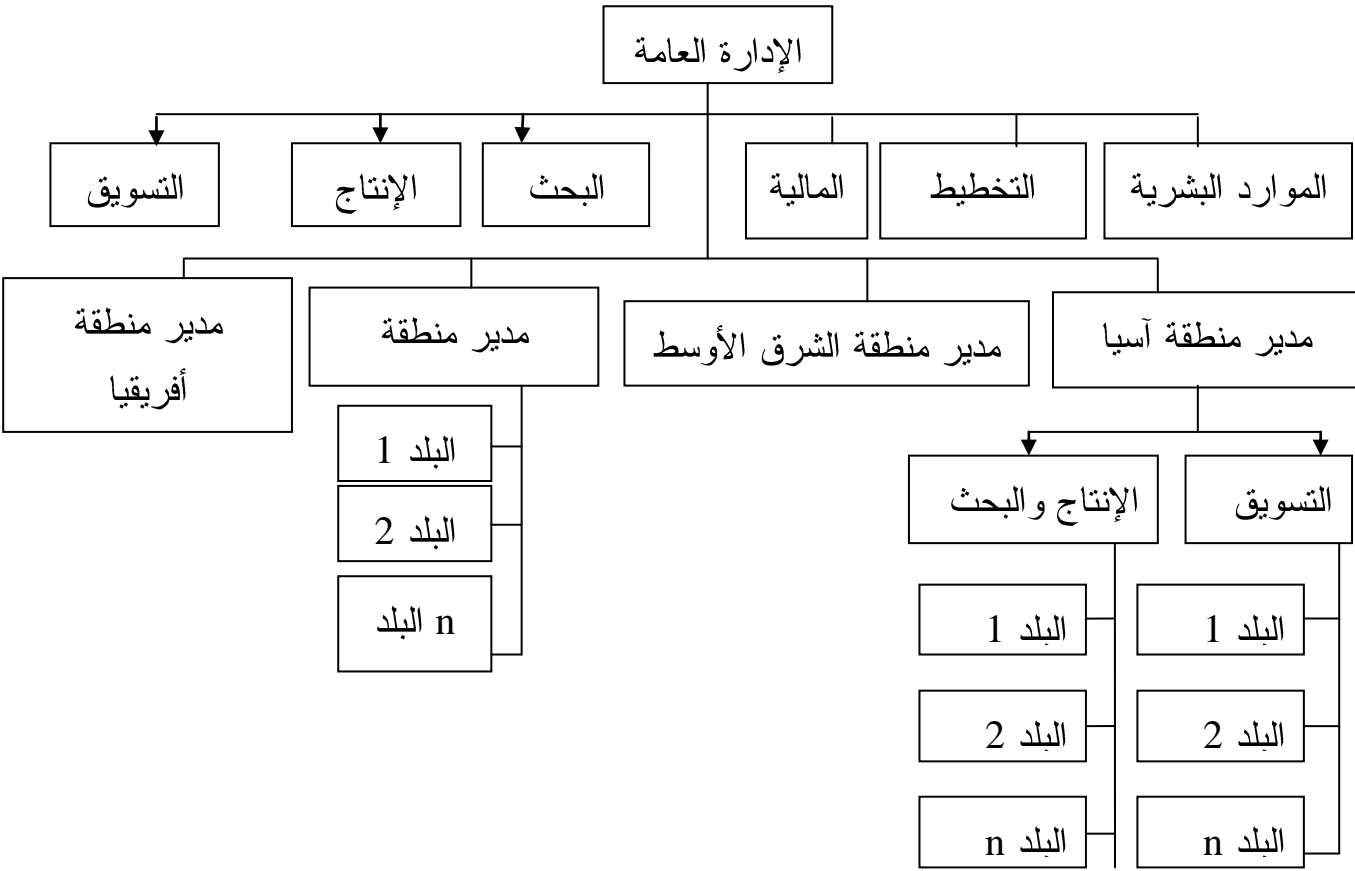 الإدارة العامة
الموارد البشرية
التخطيط
المالية
البحث
الإنتاج
التسويق
مدير منطقة آسيا
مدير منطقة الشرق الأوسط
مدير منطقة
مدير منطقة
أفريقيا
التسويق
الإنتاج والبحث
البلد 1
البلد 2
البلد n
البلد 1
البلد 2
البلد n
البلد 1
البلد 2
n البلد